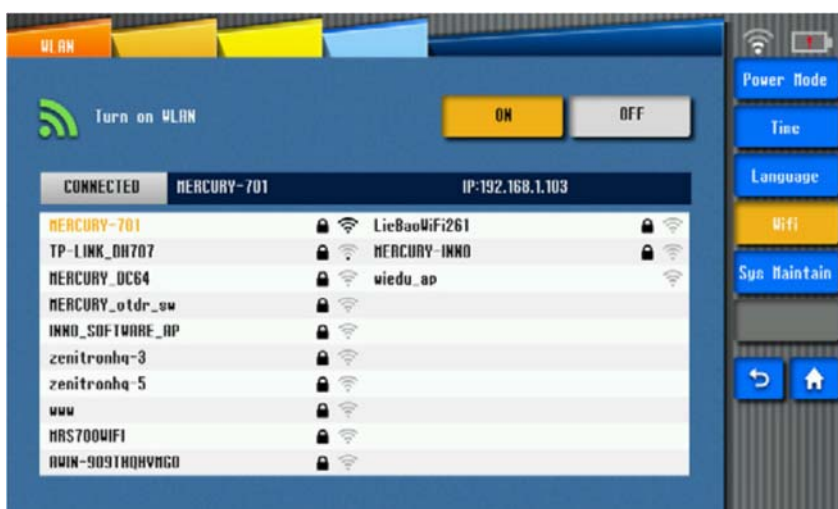 WLAN
Turn on WLAN
ON
OFF
CONNECTED
MERCURY-701
IP:192.168.1.103
MERCURY-701
TP-LINK_DH707
MERCURY_DC64
MERCURY_otdr_sw
INNO_SOFTWARE_AP
zenitronhq-3
zenitronhq-5
www
MRS700WIFI
AWIN-909THQHVMGO
LieBaoWiFi261
MERCURY-INNO
wiedu_ap
Power Mode
Time
Language
Wifi
Sys Maintain